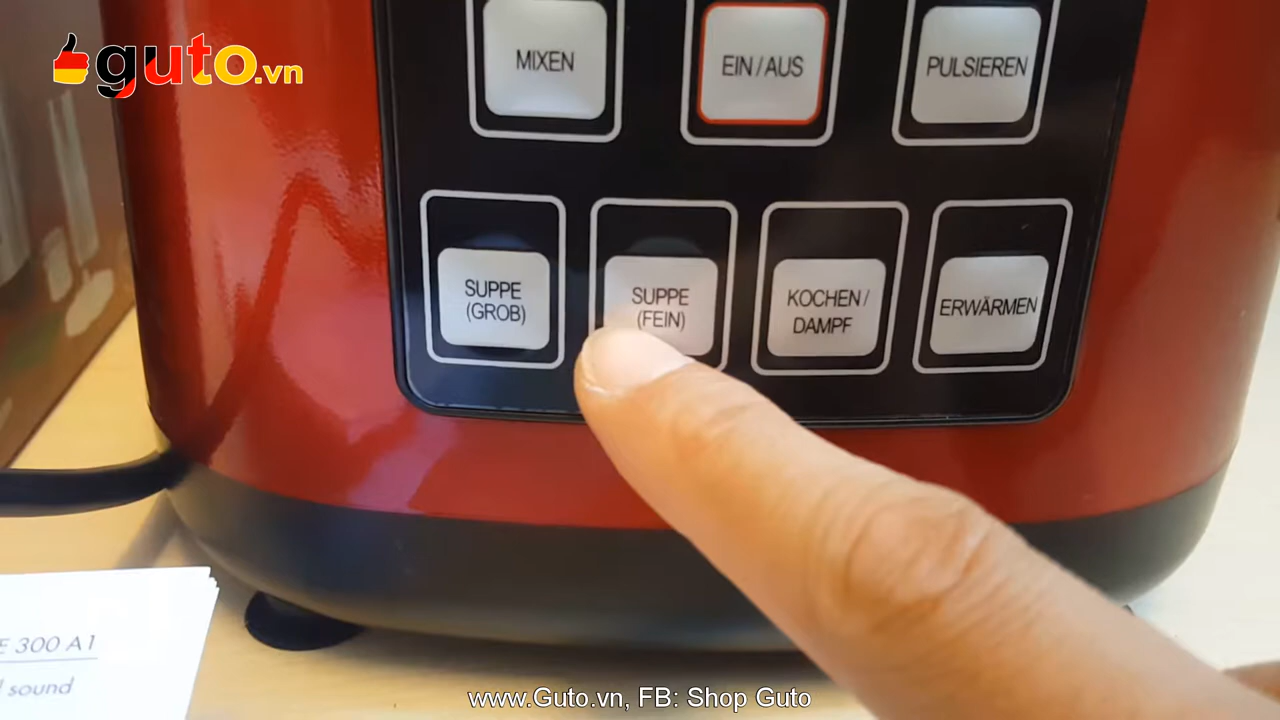 guto.vn
MIXEN
EIN/AUS
PULSIEREN
SUPPE
(GROB)
SUPPE
(FEIN)
KOCHEN/
DAMPF
ERWÄRMEN
E 300 A1
sound
www.Guto.vn, FB: Shop Guto